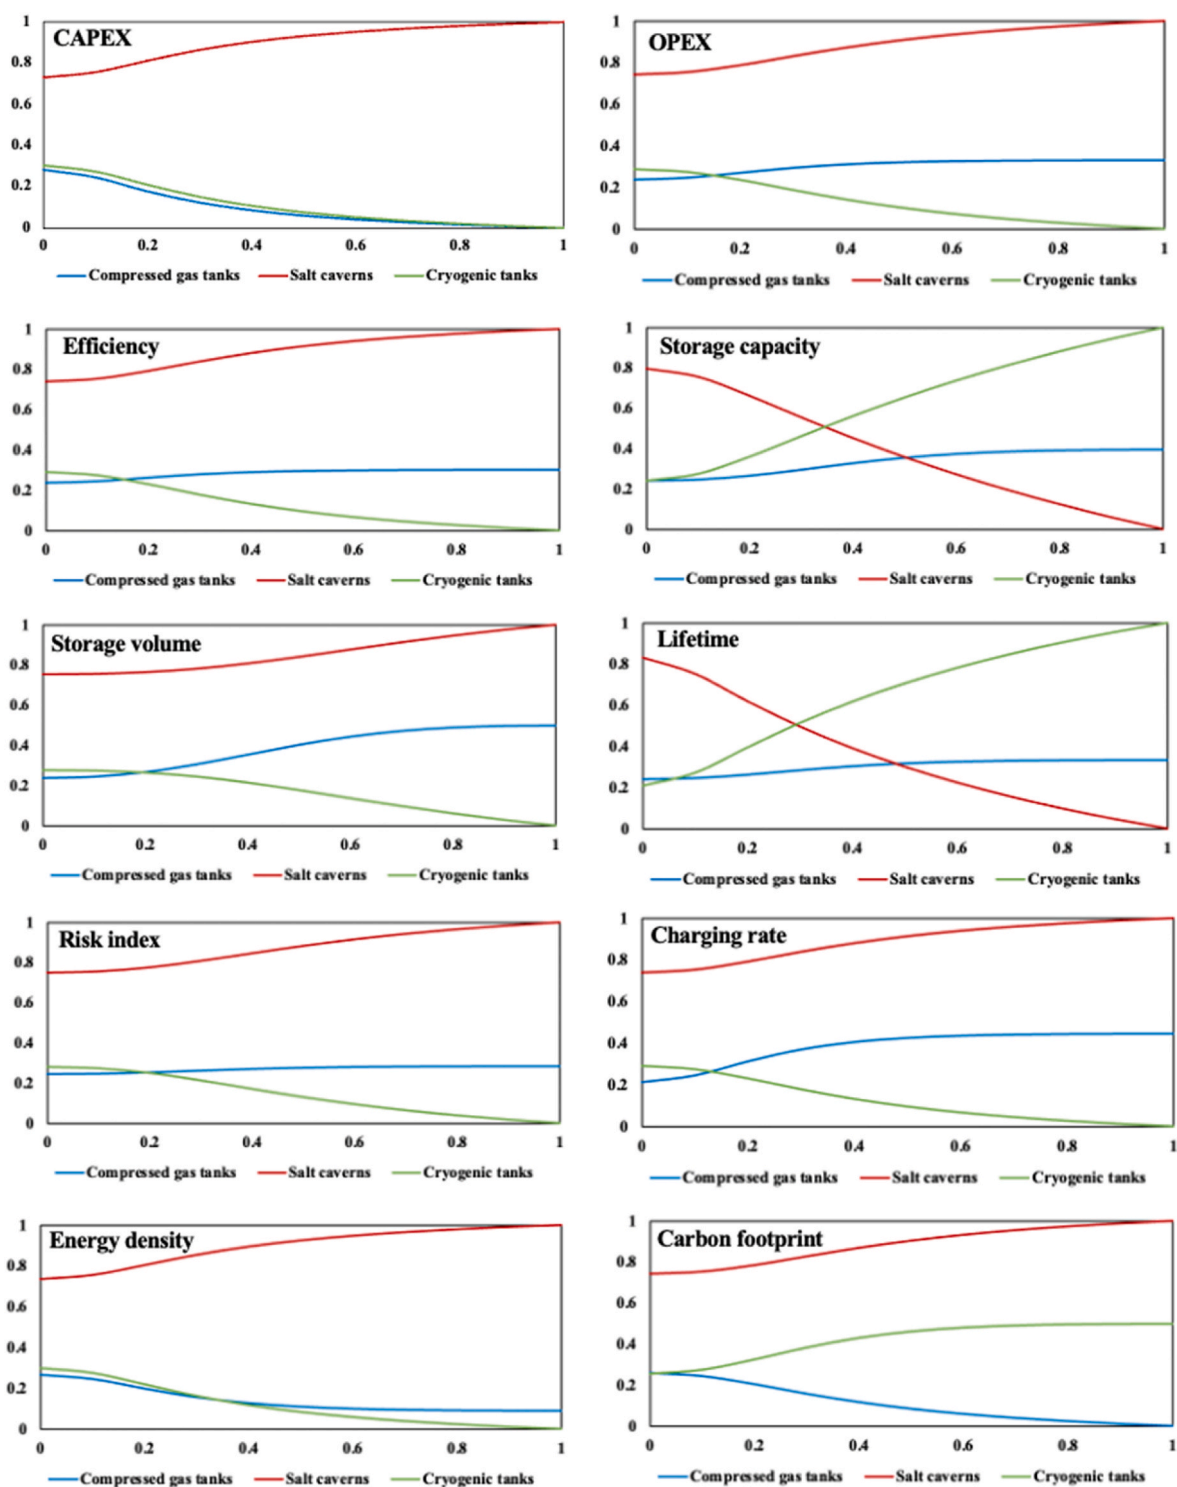 CAPEX
1
0.8
0.6
0.4
0.2
0
0 0.2 0.4 0.6 0.8 1
Compressed gas tanks Salt caverns Cryogenic tanks
OPEX
1
0.8
0.6
0.4
0.2
0
0 0.2 0.4 0.6 0.8 1
Compressed gas tanks Salt caverns Cryogenic tanks
Efficiency
1
0.8
0.6
0.4
0.2
0
0 0.2 0.4 0.6 0.8 1
Compressed gas tanks Salt caverns Cryogenic tanks
Storage capacity
1
0.8
0.6
0.4
0.2
0
0 0.2 0.4 0.6 0.8 1
Compressed gas tanks Salt caverns Cryogenic tanks
Storage volume
1
0.8
0.6
0.4
0.2
0
0 0.2 0.4 0.6 0.8 1
Compressed gas tanks Salt caverns Cryogenic tanks
Lifetime
1
0.8
0.6
0.4
0.2
0
0 0.2 0.4 0.6 0.8 1
Compressed gas tanks Salt caverns Cryogenic tanks
Risk index
1
0.8
0.6
0.4
0.2
0
0 0.2 0.4 0.6 0.8 1
Compressed gas tanks Salt caverns Cryogenic tanks
Charging rate
1
0.8
0.6
0.4
0.2
0
0 0.2 0.4 0.6 0.8 1
Compressed gas tanks Salt caverns Cryogenic tanks
Energy density
1
0.8
0.6
0.4
0.2
0
0 0.2 0.4 0.6 0.8 1
Compressed gas tanks Salt caverns Cryogenic tanks
Carbon footprint
1
0.8
0.6
0.4
0.2
0
0 0.2 0.4 0.6 0.8 1
Compressed gas tanks Salt caverns Cryogenic tanks